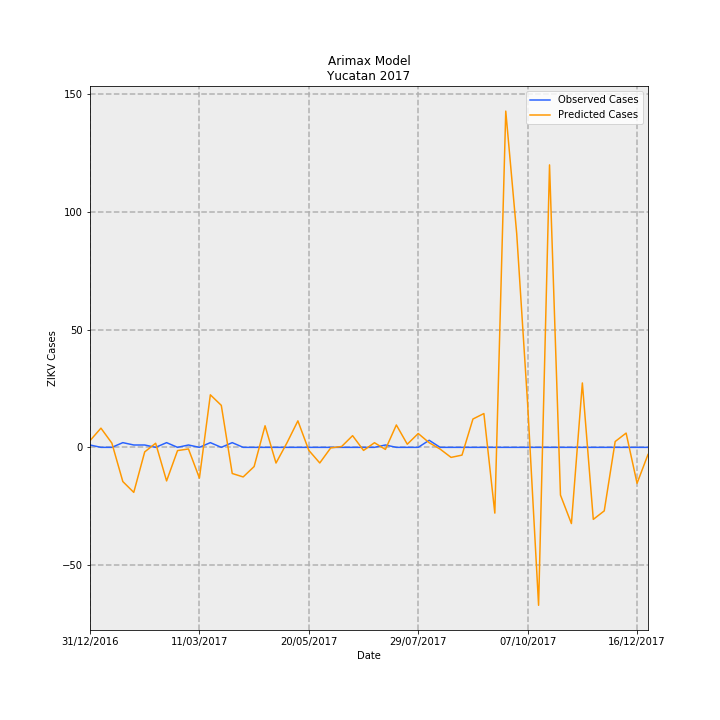 Arimax Model
Yucatan 2017
Observed Cases
Predicted Cases
150
100
50
0
−50
ZIKV Cases
31/12/2016 11/03/2017 20/05/2017 29/07/2017 07/10/2017 16/12/2017
Date